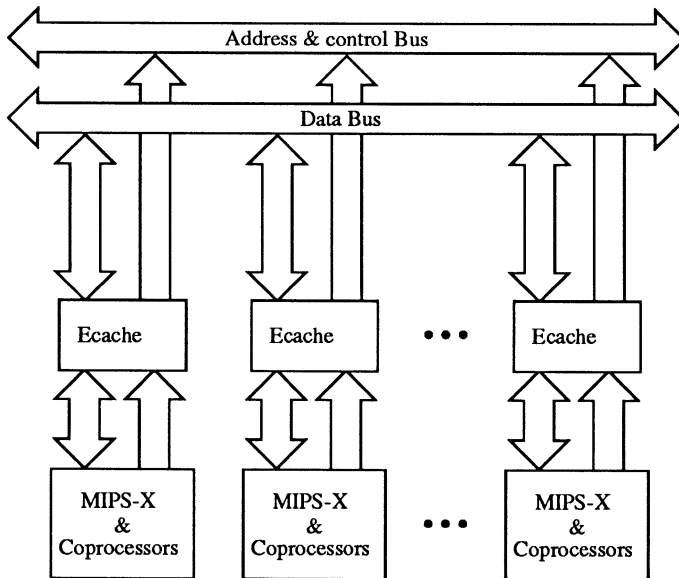 Address & control Bus
Data Bus
Ecache
Ecache
Ecache
MIPS-X
&
Coprocessors
MIPS-X
&
Coprocessors
MIPS-X
&
Coprocessors